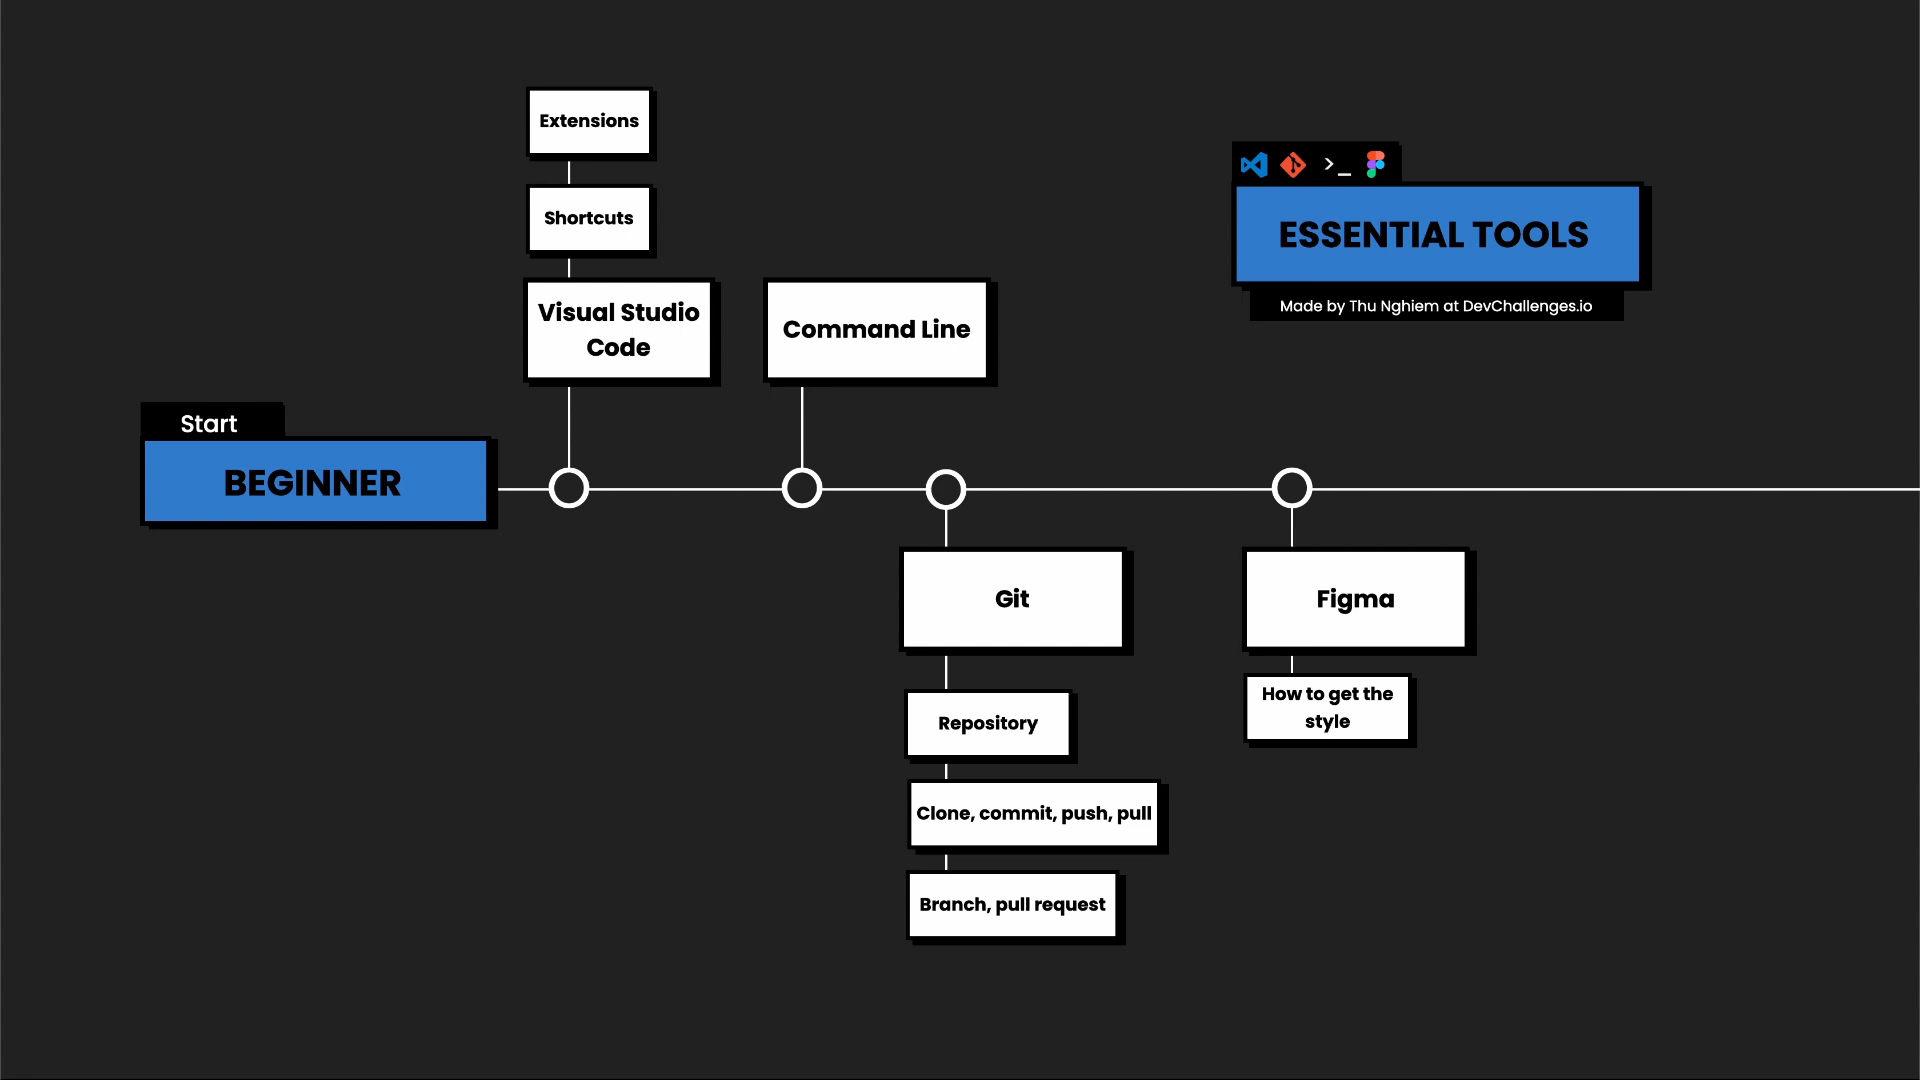 Extensions
Shortcuts
Visual Studio
Code
Command Line
>_
ESSENTIAL TOOLS
Made by Thu Nghiem at DevChallenges.io
Start
BEGINNER
Git
Repository
Clone, commit, push, pull
Branch, pull request
Figma
How to get the
style